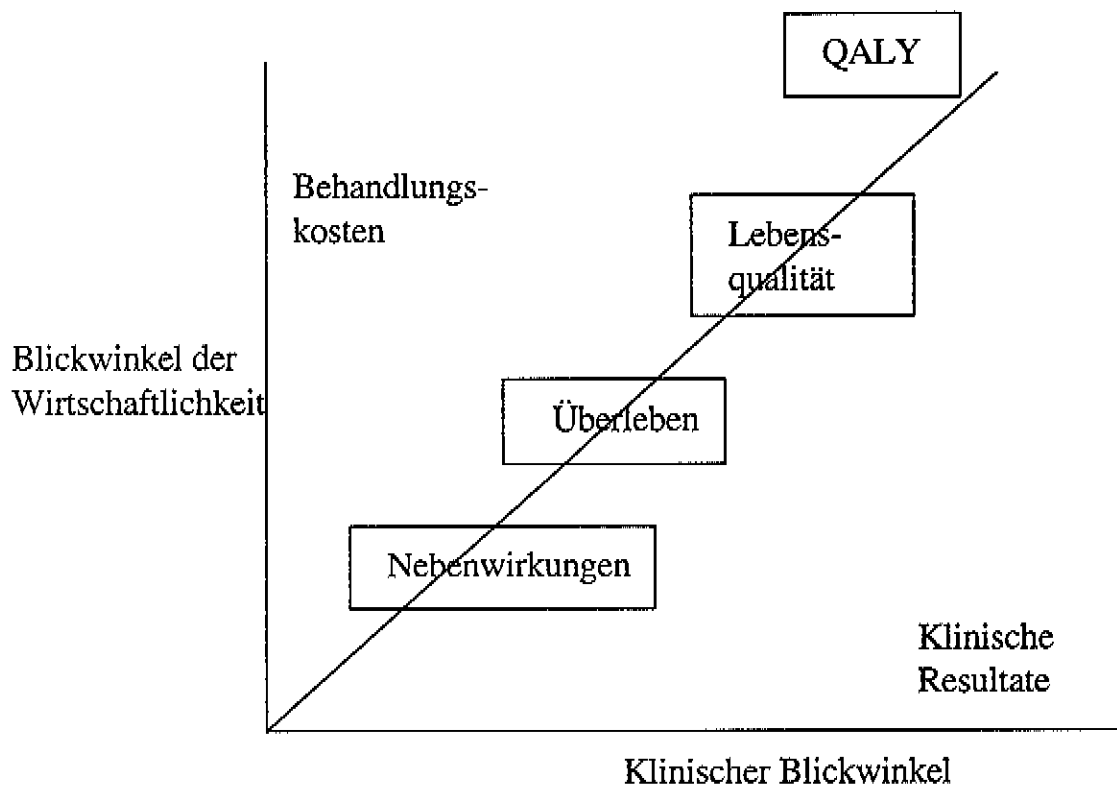 QALY
Behandlungs-
kosten
Lebens-
qualität
Blickwinkel der
Wirtschaftlichkeit
Überleben
Nebenwirkungen
Klinische
Resultate
Klinischer Blickwinkel